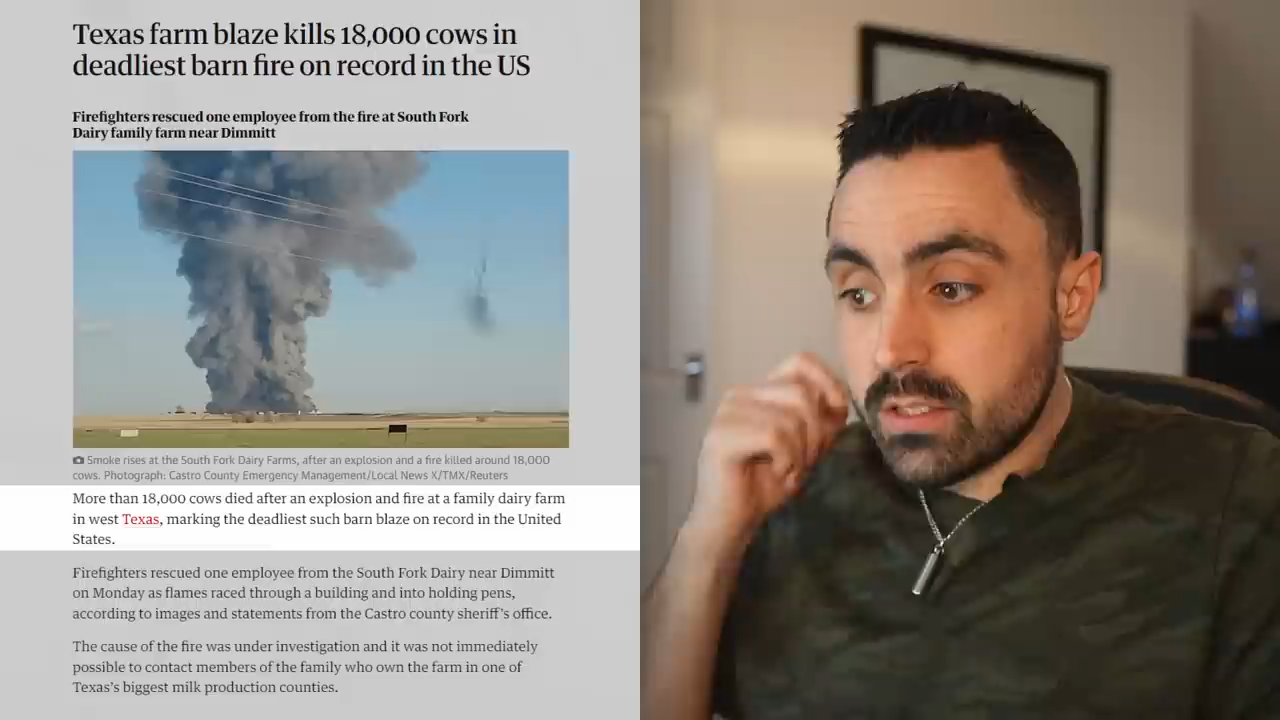 Texas farm blaze kills 18,000 cows in
deadliest barn fire on record in the US
Firefighters rescued one employee from the fire at South Fork
Dairy family farm near Dimmitt
Smoke rises at the South Fork Dairy Farms, after an explosion and a fire killed around 18,000
cows. Photograph: Castro County Emergency Management/Local News X/TMX/Reuters
More than 18,000 cows died after an explosion and fire at a family dairy farm
in west Texas, marking the deadliest such barn blaze on record in the United
States.
Firefighters rescued one employee from the South Fork Dairy near Dimmitt
on Monday as flames raced through a building and into holding pens,
according to images and statements from the Castro county sheriff's office.
The cause of the fire was under investigation and it was not immediately
possible to contact members of the family who own the farm in one of
Texas's biggest milk production counties.